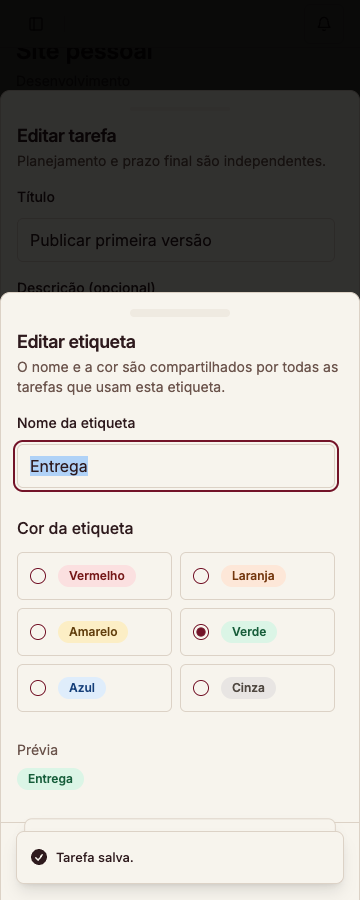 Site pessoal
Desenvolvimento
Editar tarefa
Planejamento e prazo final são independentes.
Título
Publicar primeira versão
Descrição (opcional)
Editar etiqueta
O nome e a cor são compartilhados por todas as
tarefas que usam esta etiqueta.
Nome da etiqueta
Entrega
Cor da etiqueta
Vermelho
Laranja
Amarelo
Verde
Azul
Cinza
Prévia
Entrega
Tarefa salva.